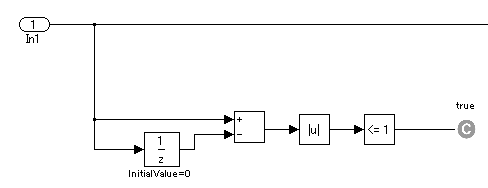 1
In1
+
−
1
z
InitialValue=0
|u|
<= 1
true
C